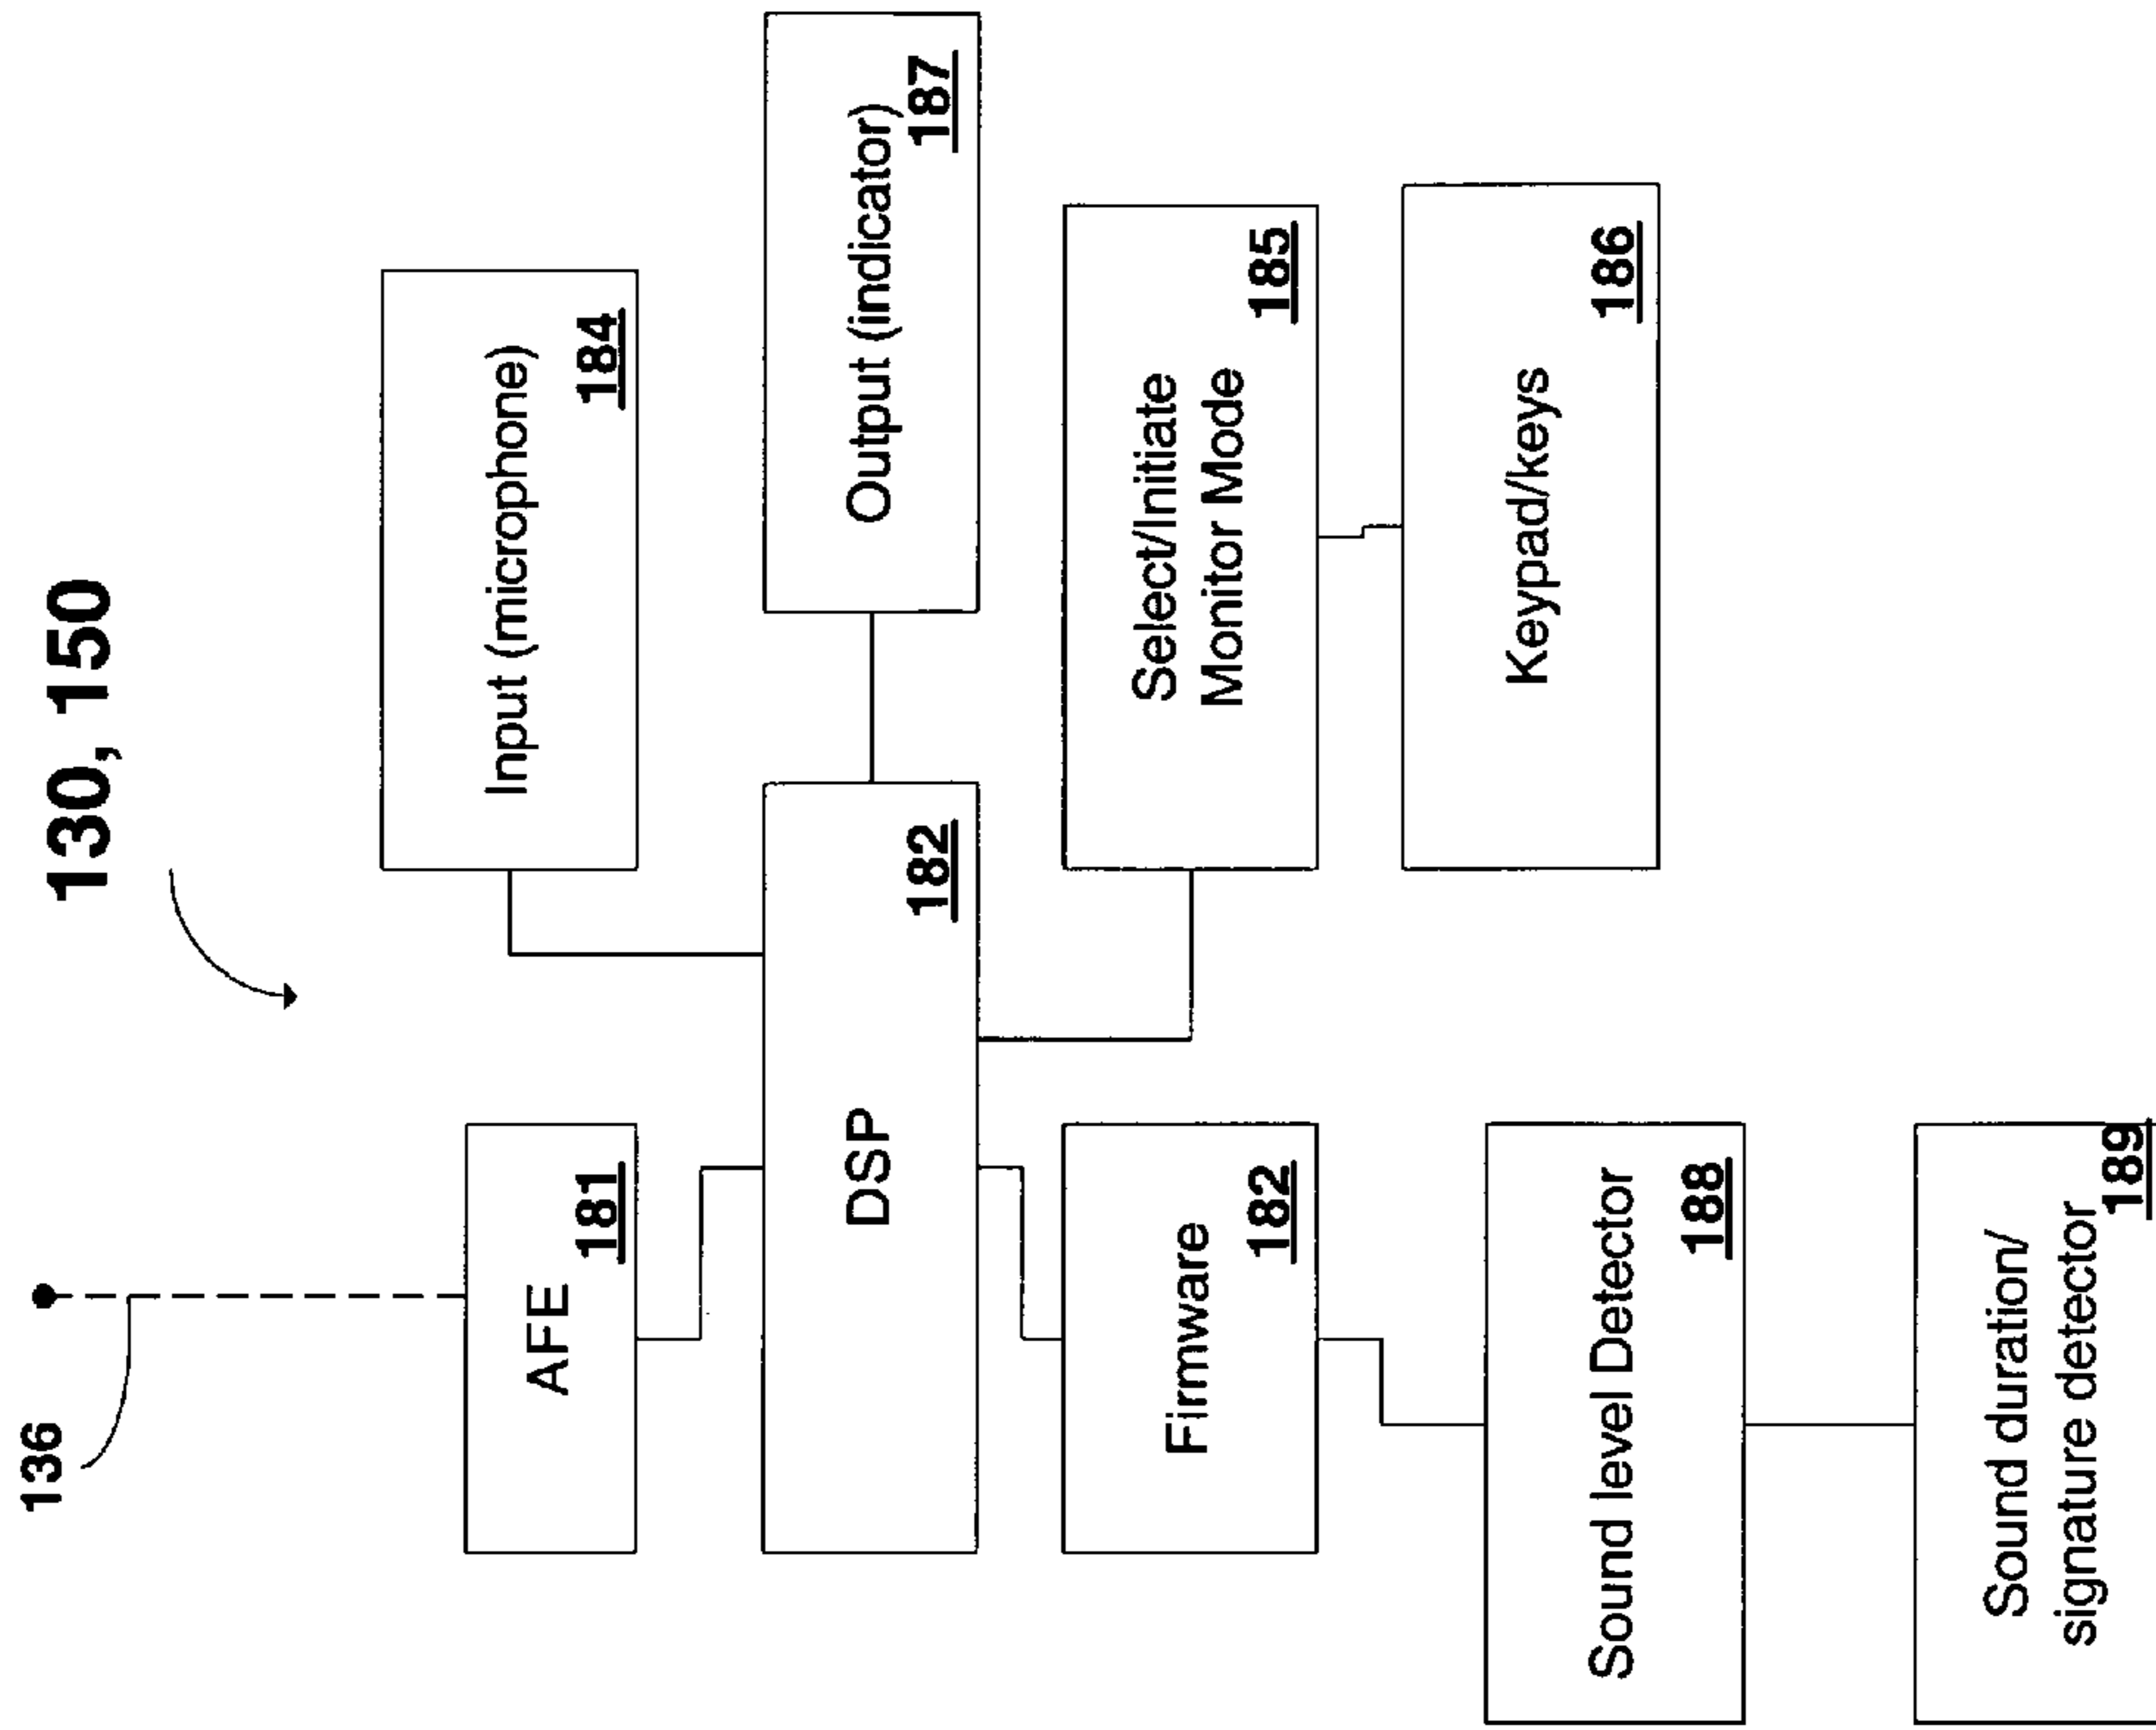 130, 150
136
AFE
181
Input (microphone)
184
DSP
182
Output (indicator)
187
Firmware
182
Select/Initiate
Monitor Mode
185
Keypad/keys
186
Sound level Detector
188
Sound duration/
signature detector
189